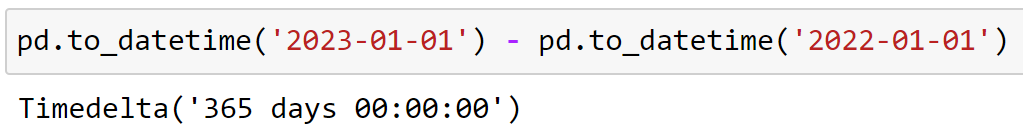 pd.to_datetime('2023-01-01') - pd.to_datetime('2022-01-01')
Timedelta('365 days 00:00:00')